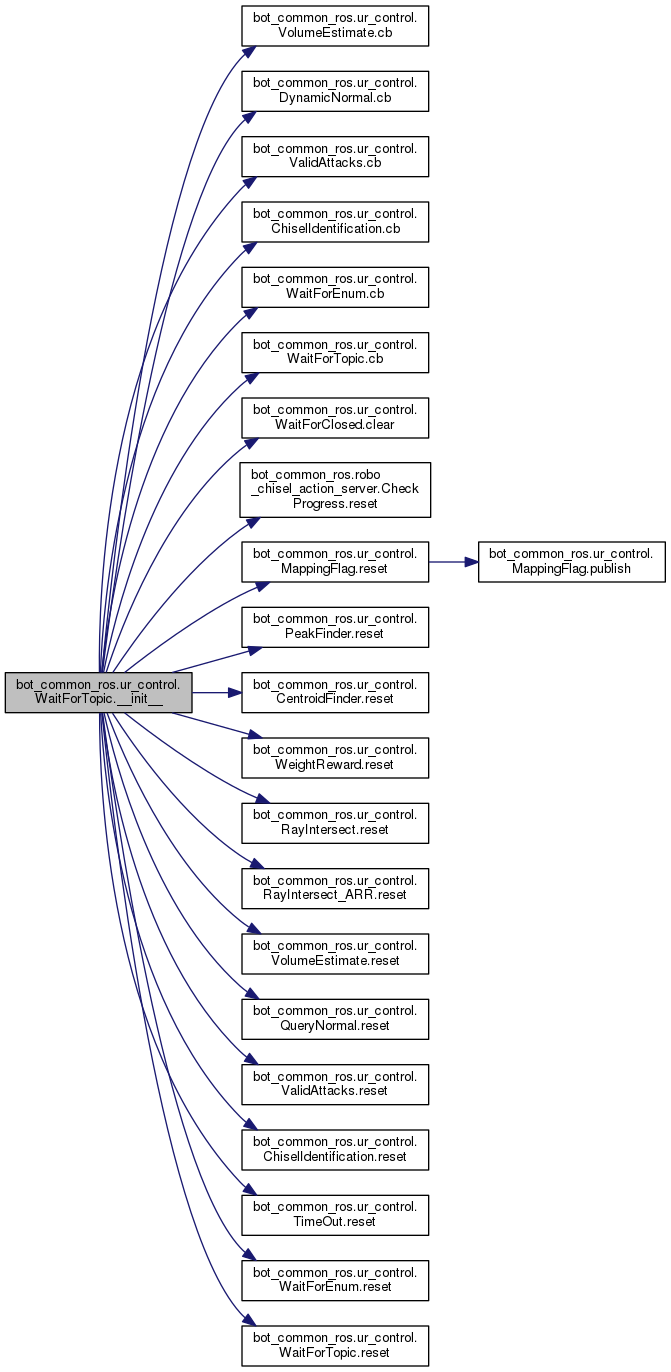 bot_common_ros.ur_control.
VolumeEstimate.cb
bot_common_ros.ur_control.
DynamicNormal.cb
bot_common_ros.ur_control.
ValidAttacks.cb
bot_common_ros.ur_control.
ChiselIdentification.cb
bot_common_ros.ur_control.
WaitForEnum.cb
bot_common_ros.ur_control.
WaitForTopic.cb
bot_common_ros.ur_control.
WaitForClosed.clear
bot_common_ros.robo
_chisel_action_server.Check
Progress.reset
bot_common_ros.ur_control.
MappingFlag.reset
bot_common_ros.ur_control.
MappingFlag.publish
bot_common_ros.ur_control.
PeakFinder.reset
bot_common_ros.ur_control.
WaitForTopic.__init__
bot_common_ros.ur_control.
CentroidFinder.reset
bot_common_ros.ur_control.
WeightReward.reset
bot_common_ros.ur_control.
RayIntersect.reset
bot_common_ros.ur_control.
RayIntersect_ARR.reset
bot_common_ros.ur_control.
VolumeEstimate.reset
bot_common_ros.ur_control.
QueryNormal.reset
bot_common_ros.ur_control.
ValidAttacks.reset
bot_common_ros.ur_control.
ChiselIdentification.reset
bot_common_ros.ur_control.
TimeOut.reset
bot_common_ros.ur_control.
WaitForEnum.reset
bot_common_ros.ur_control.
WaitForTopic.reset